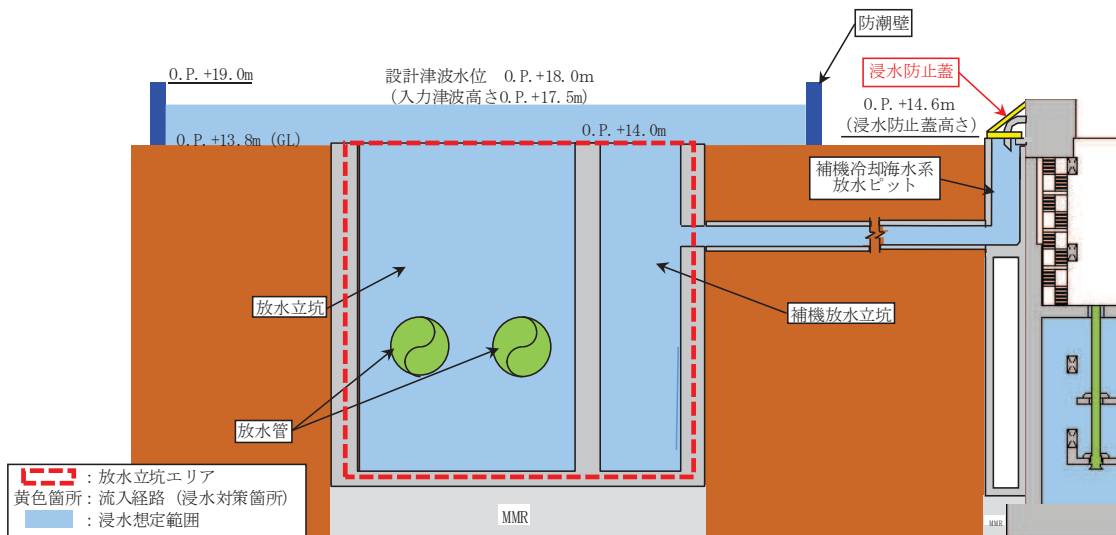 防潮壁
O.P.+19.0m
設計津波水位 O.P.+18.0m
(入力津波高さO.P.+17.5m)
浸水防止蓋
O.P.+14.6m
(浸水防止蓋高さ)
O.P.+13.8m (GL)
O.P.+14.0m
補機冷却海水系
放水ピット
放水立坑
補機放水立坑
放水管
:放水立坑エリア
黄色箇所:流入経路(浸水対策箇所)
:浸水想定範囲
MMR
MMR